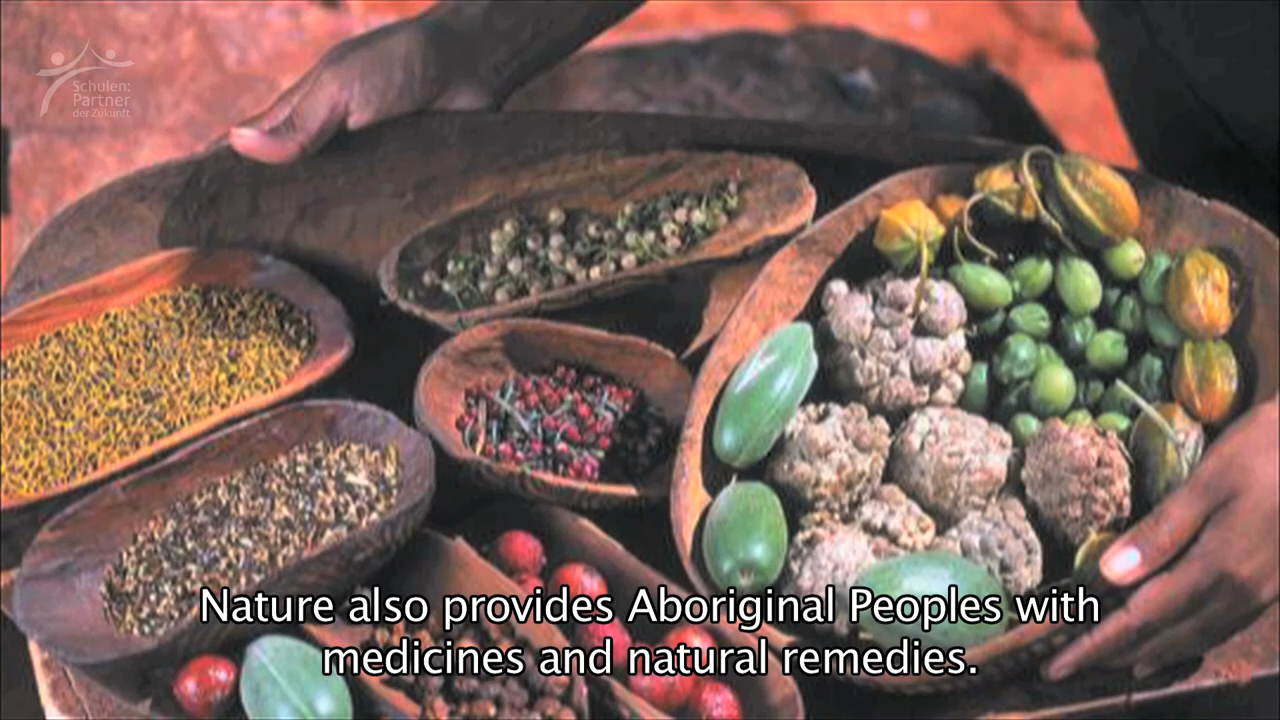 Schulen:
Partner
der Zukunft
Nature also provides Aboriginal Peoples with
medicines and natural remedies.